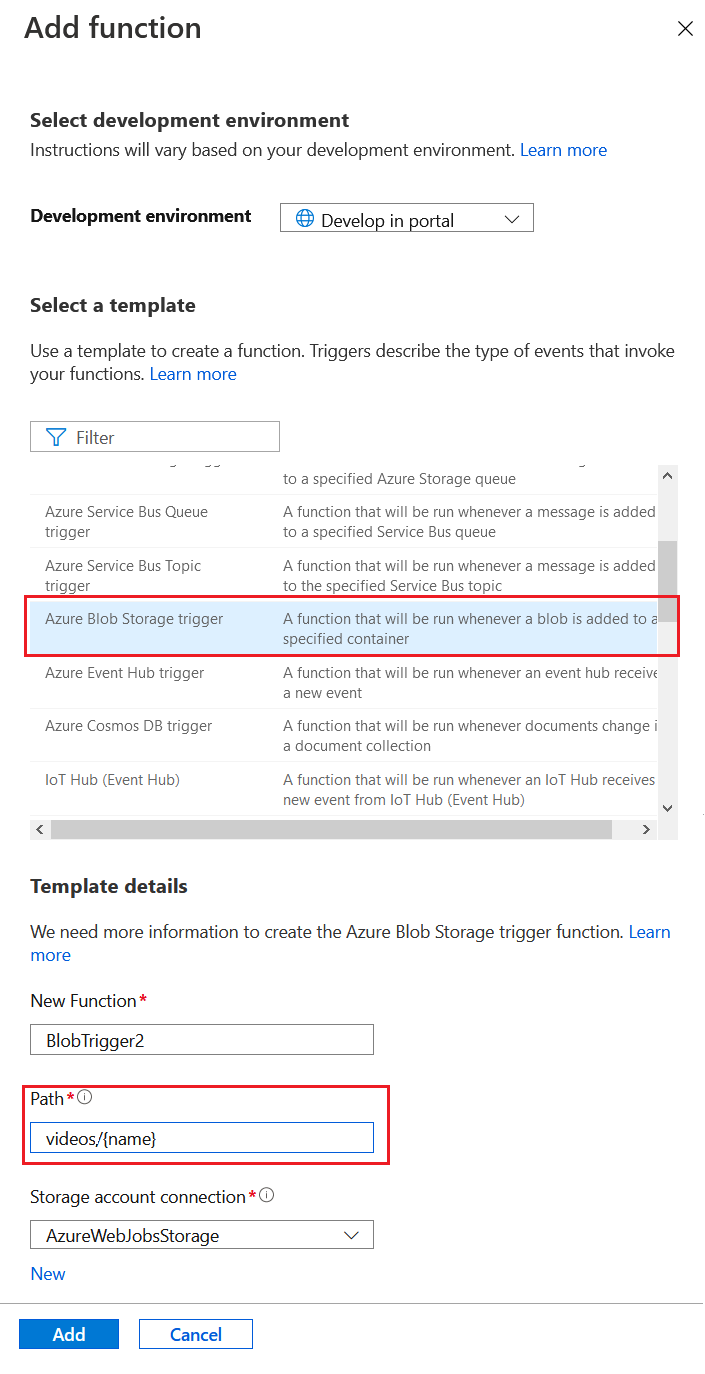 Add function
Select development environment
Instructions will vary based on your development environment. Learn more
Development environment
Develop in portal
Select a template
Use a template to create a function. Triggers describe the type of events that invoke
your functions. Learn more
Filter
to a specified Azure Storage queue
Azure Service Bus Queue
trigger
A function that will be run whenever a message is added
to a specified Service Bus queue
Azure Service Bus Topic
trigger
A function that will be run whenever a message is added
to the specified Service Bus topic
Azure Blob Storage trigger
A function that will be run whenever a blob is added to a
specified container
Azure Event Hub trigger
A function that will be run whenever an event hub receive
a new event
Azure Cosmos DB trigger
A function that will be run whenever documents change i
a document collection
IoT Hub (Event Hub)
A function that will be run whenever an IoT Hub receives
new event from IoT Hub (Event Hub)
Template details
We need more information to create the Azure Blob Storage trigger function. Learn
more
New Function*
BlobTrigger2
Path*
videos/{name}
Storage account connection*
AzureWebJobsStorage
New
Add
Cancel